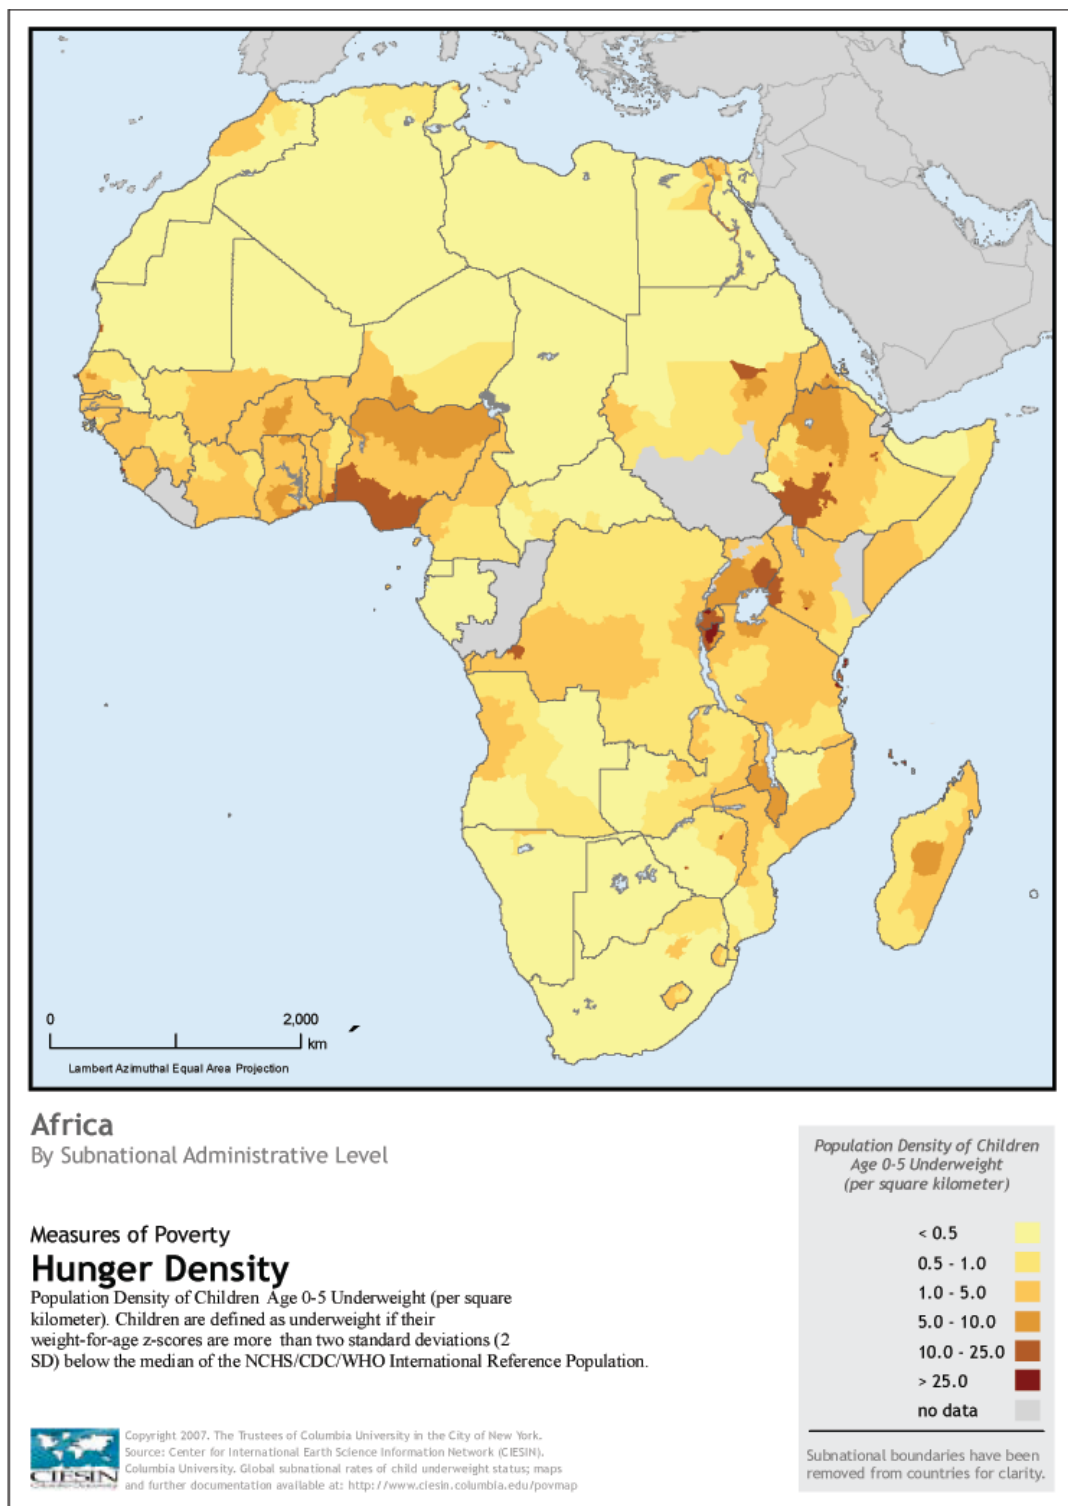 0
2,000
km
Lambert Azimuthal Equal Area Projection
Africa
By Subnational Administrative Level
Measures of Poverty
Hunger Density
Population Density of Children Age 0-5 Underweight (per square
kilometer). Children are defined as underweight if their
weight-for-age z-scores are more than two standard deviations (2
SD) below the median of the NCHS/CDC/WHO International Reference Population.
Population Density of Children
Age 0-5 Underweight
(per square kilometer)
< 0.5
0.5 - 1.0
1.0 - 5.0
5.0 - 10.0
10.0 - 25.0
> 25.0
no data
Subnational boundaries have been
removed from countries for clarity.
CIESIN
Copyright 2007. The Trustees of Columbia University in the City of New York.
Source: Center for International Earth Science Information Network (CIESIN).
Columbia University. Global subnational rates of child underweight status; maps
and further documentation available at: http://www.ciesin.columbia.edu/povmap